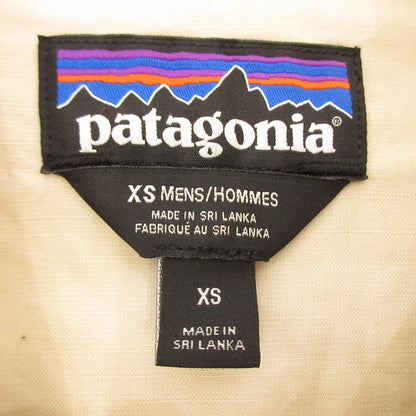 patagonia®
XS MENS/HOMMES
MADE IN SRI LANKA
FABRIQUÉ AU SRI LANKA
XS
MADE IN
SRI LANKA